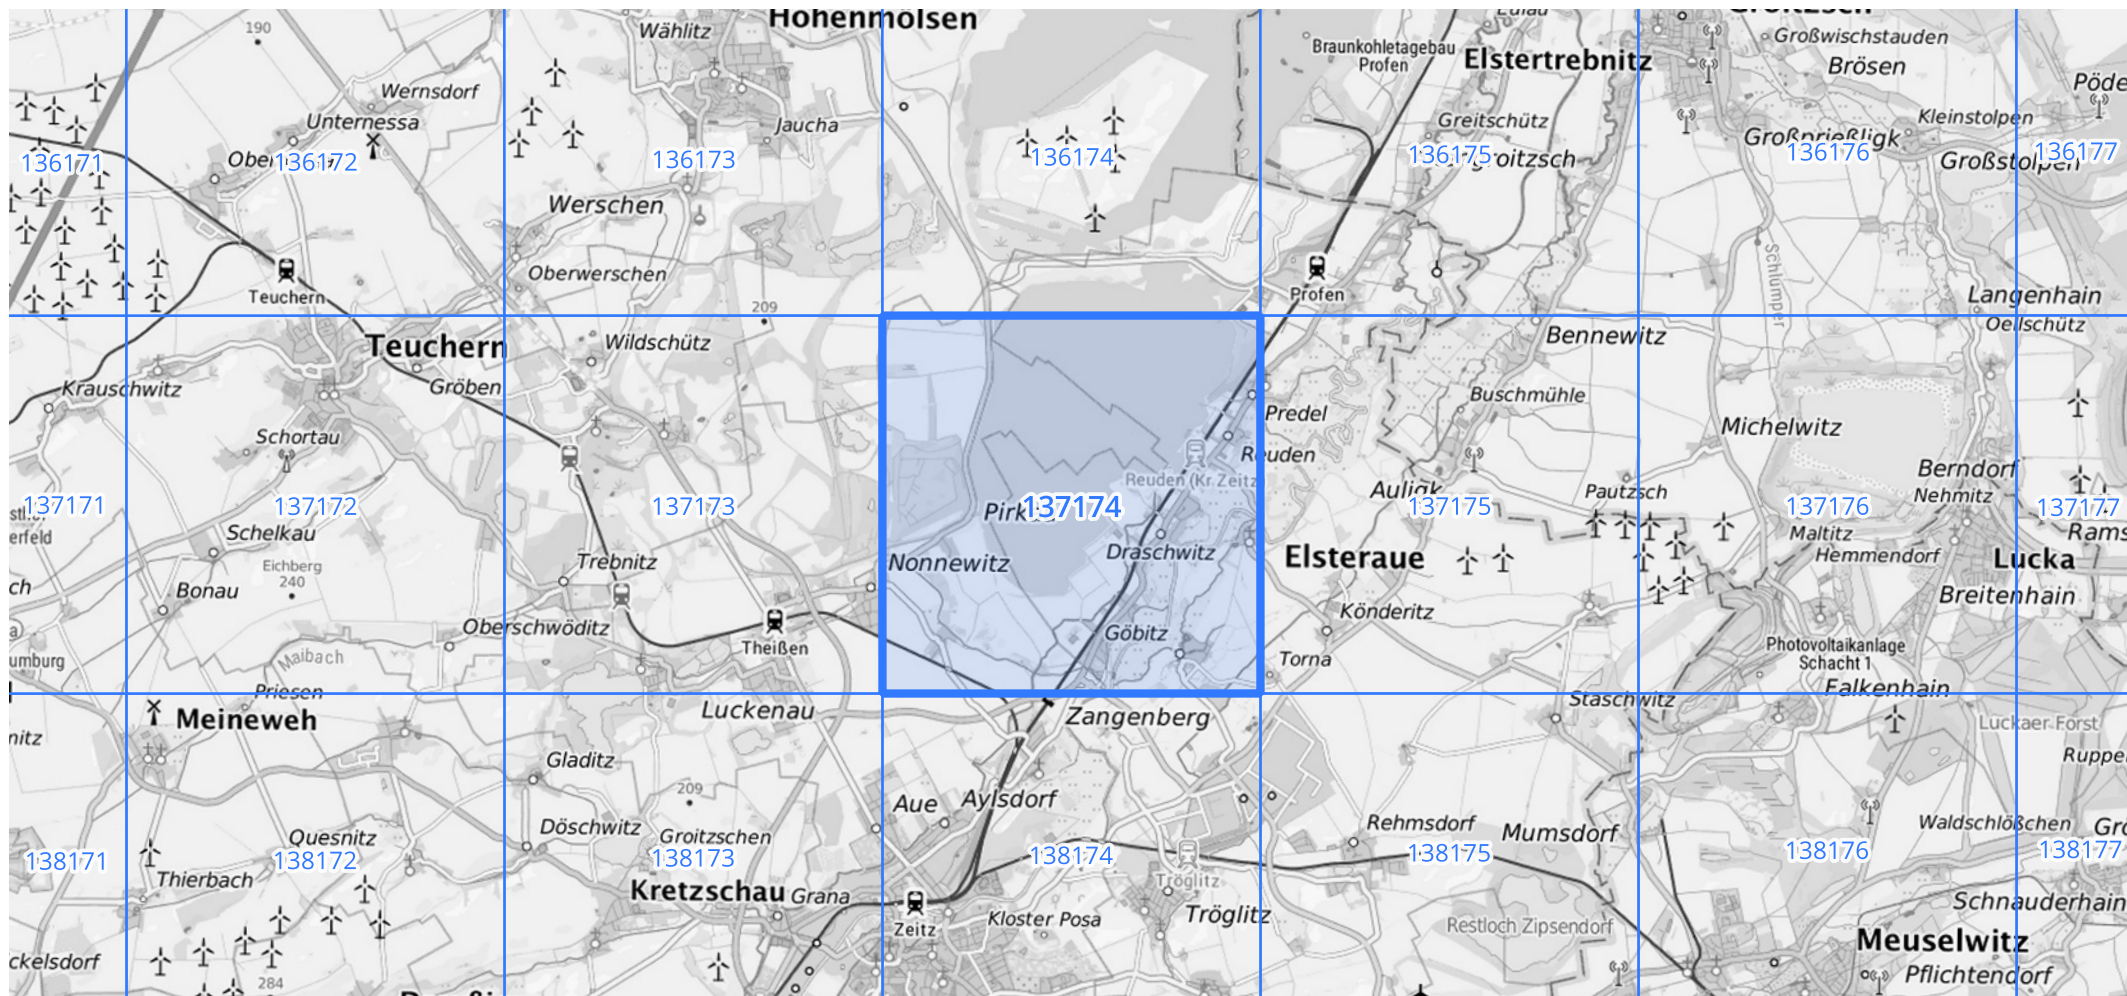 Hohenmölsen
Wählitz
190
Wernsdorf
Unternessa
136171
136172
136173
Jaucha
136174
Braunkohletagebau
Profen
Elstertrebnitz
Greitschütz
136175
Großwischstauden
Brösen
Kleinstolpen
Großprießligk
136176
Großstolpen
136177
Werschen
Oberwerschen
Teuchern
209
Profen
Schlumper
Langenhain
Oellschütz
Teuchern
Wildschütz
Krauschwitz
Gröben
Schortau
137171
137172
137173
Schelkau
Eichberg
240
Bonau
Trebnitz
Oberschwöditz
Theißen
Maibach
Priesen
Predel
Reuden
Reuden (Kr Zeitz
137174
Nonnewitz
Draschwitz
Göbitz
Bennewitz
Buschmühle
Auligk
137175
Pautzsch
Elsteraue
Könderitz
Torna
Michelwitz
Berndorf
Nehmitz
137176
137177
Maltitz
Hemmendorf
Lucka
Breitenhain
Photovoltaikanlage
Schacht 1
Falkenhain
Staschwitz
Meineweh
Luckenau
Zangenberg
Luckaer Forst
Gladitz
209
Aue
Aylsdorf
Quesnitz
Döschwitz
Groitzschen
138171
138172
138173
138174
Rehmsdorf
138175
Mumsdorf
Waldschlößchen
138176
138177
Thierbach
Kretzschau
Grana
Zeitz
Kloster Posa
Tröglitz
Tröglitz
Restloch Zipsendorf
Schnauderhain
Meuselwitz
Pflichtendorf
284